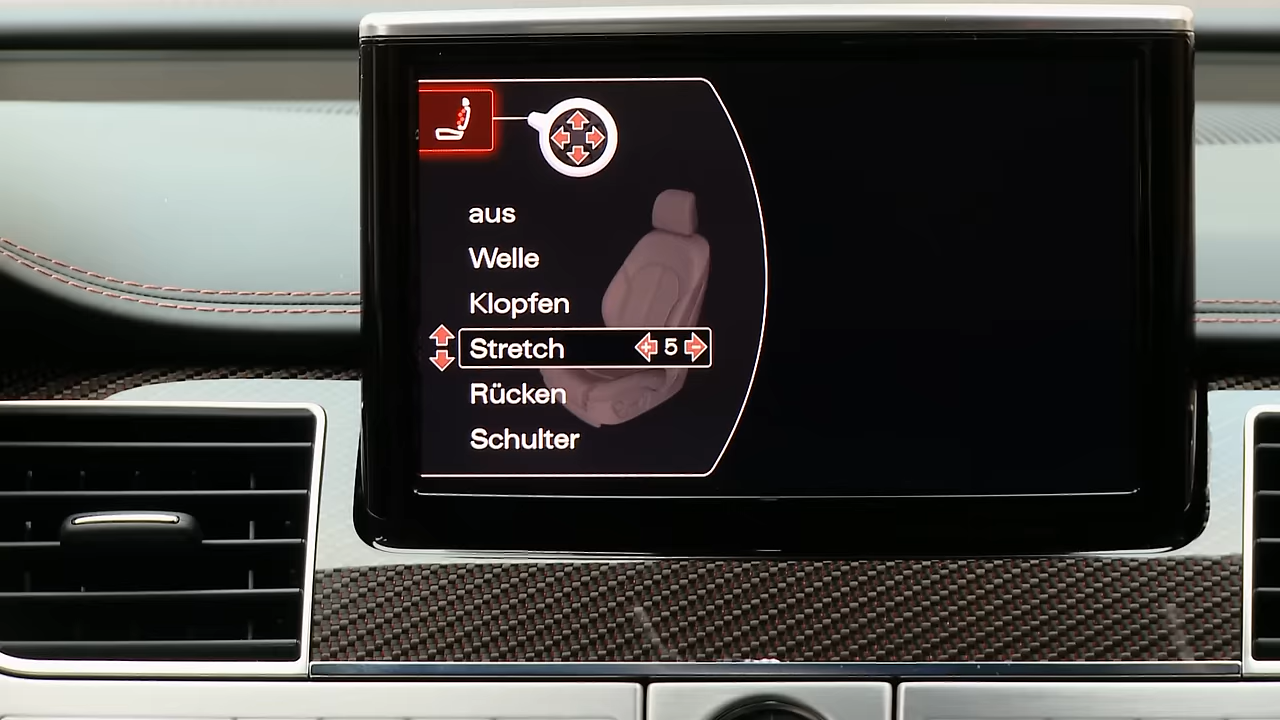 aus
Welle
Klopfen
Stretch + 5 -
Rücken
Schulter